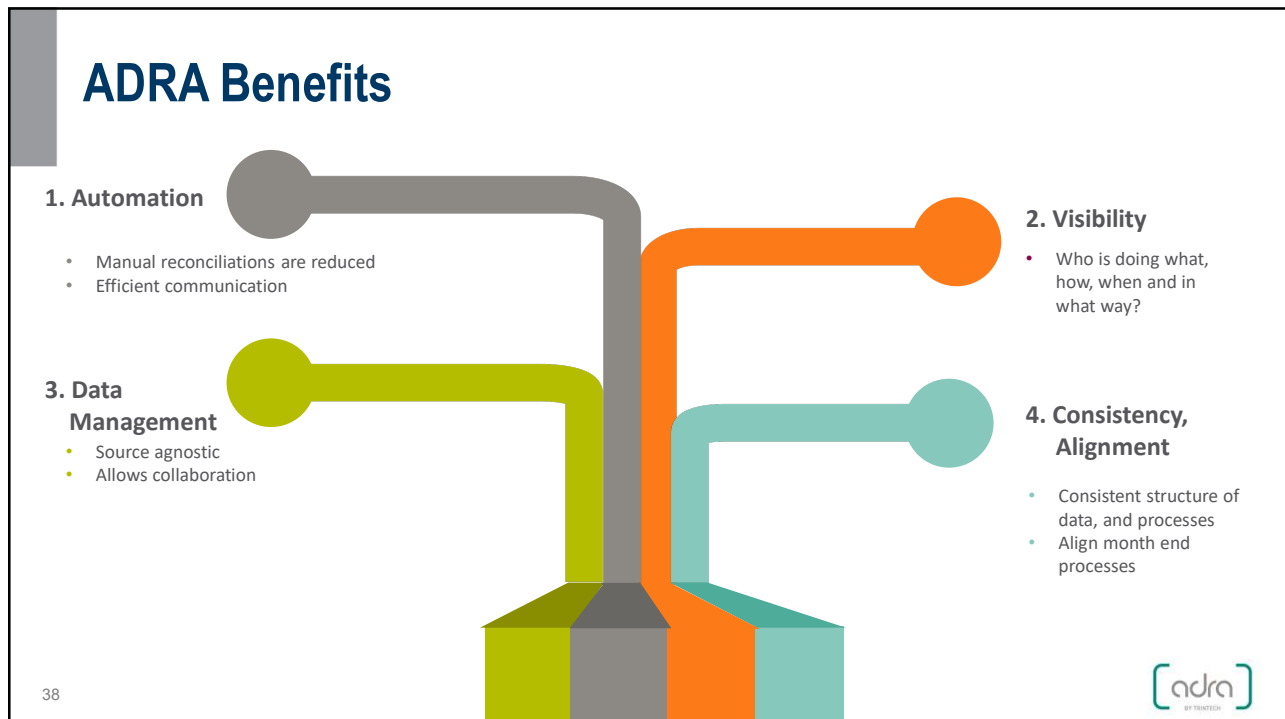 ADRA Benefits
1. Automation
• Manual reconciliations are reduced
• Efficient communication
2. Visibility
• Who is doing what,
how, when and in
what way?
3. Data
Management
• Source agnostic
• Allows collaboration
4. Consistency,
Alignment
• Consistent structure of
data, and processes
• Align month end
processes
38
adra
BY TRINTECH